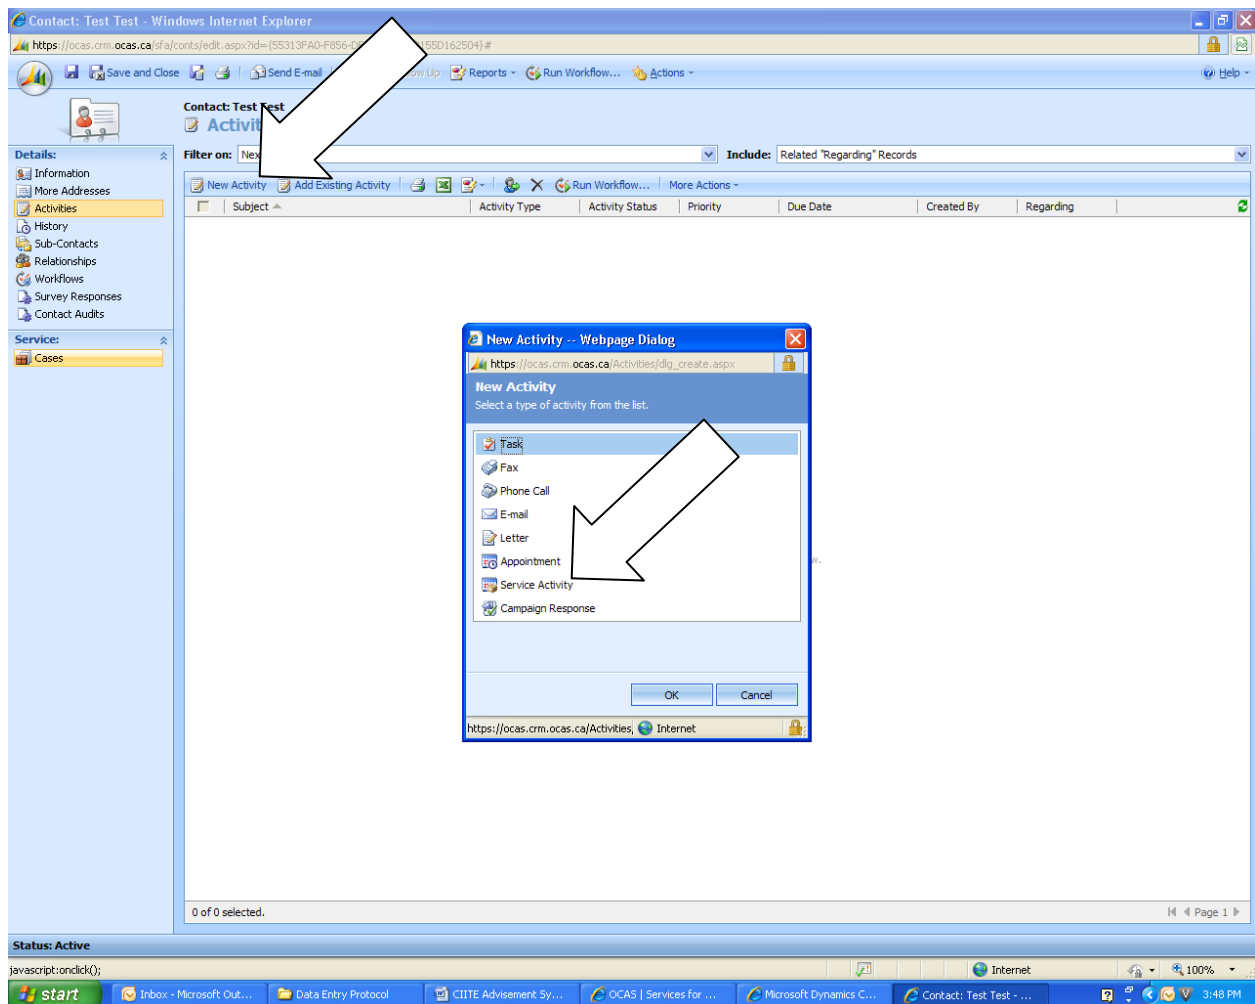 Contact: Test Test - Windows Internet Explorer
https://ocas.crm.ocas.ca/sfa/conts/edit.aspx?id={55313FA0-F856- 155D162504}#
Save and Close Send E-mail Up Reports Run Workflow... Actions Help
Contact: Test Test
Activit
Details:
Filter on: Nex Include: Related "Regarding" Records
Information
More Addresses
Activities
History
Sub-Contacts
Relationships
Workflows
Survey Responses
Contact Audits
Service:
Cases
New Activity Add Existing Activity Run Workflow... More Actions
Subject Activity Type Activity Status Priority Due Date Created By Regarding
New Activity -- Webpage Dialog
https://ocas.crm.ocas.ca/Activities/dlg_create.aspx
New Activity
Select a type of activity from the list.
Task
Fax
Phone Call
E-mail
Letter
Appointment
Service Activity
Campaign Response
w.
OK Cancel
https://ocas.crm.ocas.ca/Activities, Internet
0 of 0 selected. Page 1
Status: Active
javascript:onclick(); Internet 100%
start Inbox - Microsoft Out... Data Entry Protocol CIITE Advisement Sy... OCAS | Services for ... Microsoft Dynamics C... Contact: Test Test - ... 3:48 PM